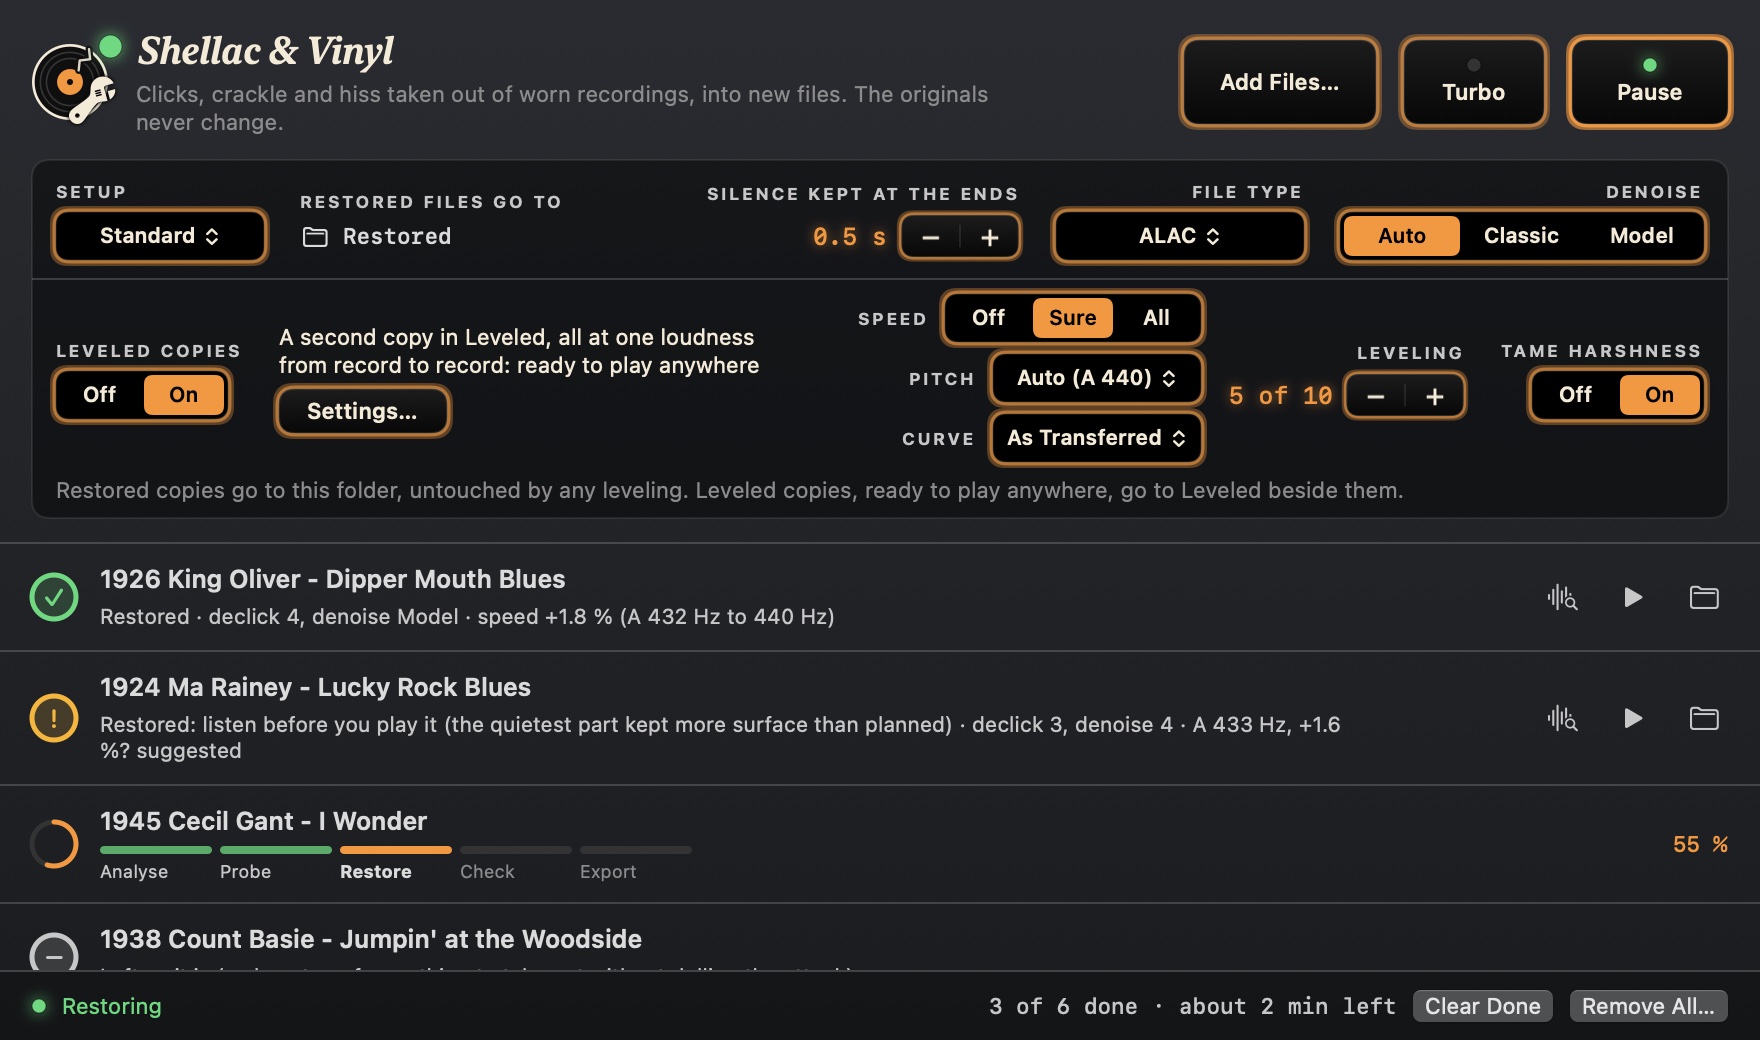 Shellac & Vinyl
Clicks, crackle and hiss taken out of worn recordings, into new files. The originals
never change.
Add Files...
Turbo
Pause
SETUP
Standard
RESTORED FILES GO TO
Restored
SILENCE KEPT AT THE ENDS
0.5 s
− +
FILE TYPE
ALAC
DENOISE
Auto Classic Model
LEVELED COPIES
Off On
A second copy in Leveled, all at one loudness
from record to record: ready to play anywhere
Settings...
SPEED Off Sure All
PITCH Auto (A 440)
CURVE As Transferred
LEVELING
5 of 10 − +
TAME HARSHNESS
Off On
Restored copies go to this folder, untouched by any leveling. Leveled copies, ready to play anywhere, go to Leveled beside them.
1926 King Oliver - Dipper Mouth Blues
Restored · declick 4, denoise Model · speed +1.8 % (A 432 Hz to 440 Hz)
1924 Ma Rainey - Lucky Rock Blues
Restored: listen before you play it (the quietest part kept more surface than planned) · declick 3, denoise 4 · A 433 Hz, +1.6
%? suggested
1945 Cecil Gant - I Wonder
Analyse Probe Restore Check Export
55 %
1938 Count Basie - Jumpin' at the Woodside
Restoring
3 of 6 done · about 2 min left
Clear Done
Remove All...